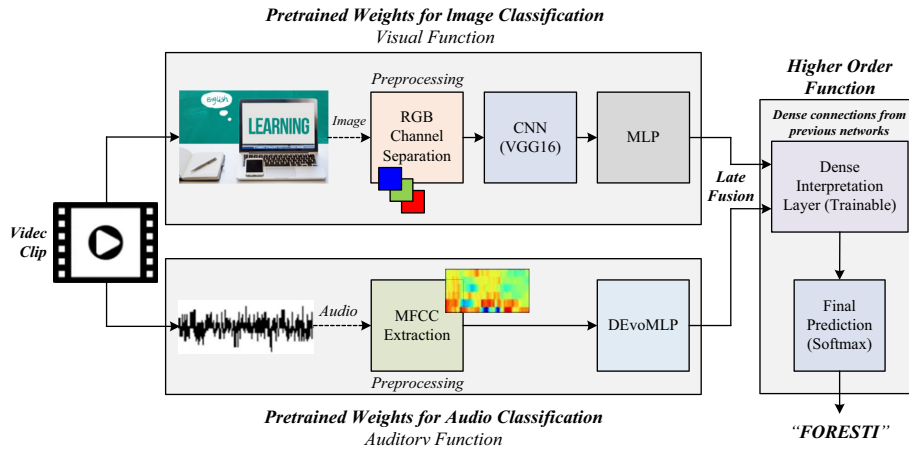 Pretrained Weights for Image Classification
Visual Function
Preprocessing
English
LEARNING
Image
RGB
Channel
Separation
CNN
(VGG16)
MLP
Higher Order
Function
Dense connections from
previous networks
Dense
Interpretation
Layer (Trainable)
Late
Fusion
Videc
Clip
Audio
MFCC
Extraction
Preprocessing
DEvoMLP
Final
Prediction
(Softmax)
Pretrained Weights for Audio Classification
Auditorv Function
“FORESTI”